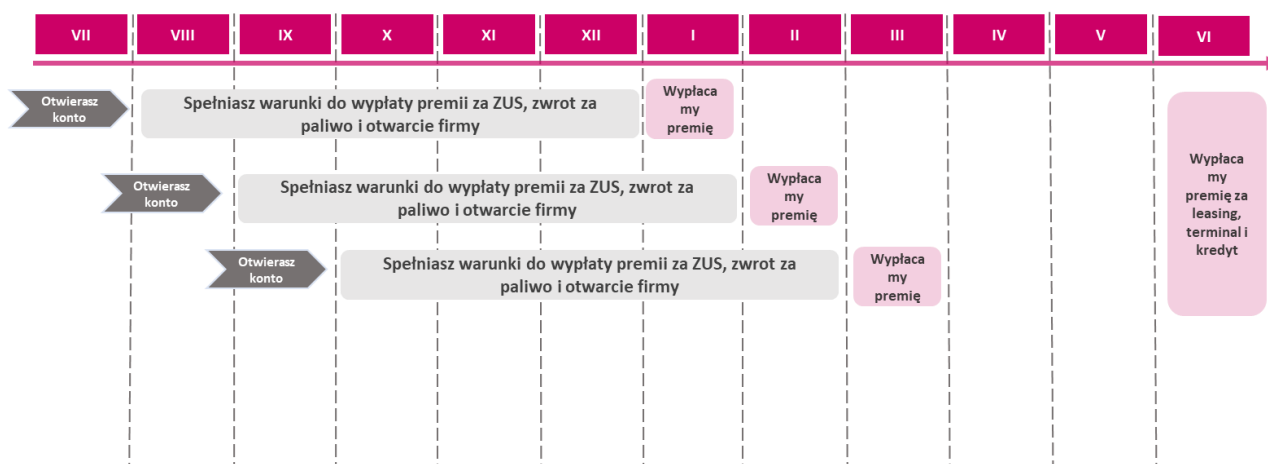 VII VIII IX X XI XII I II III IV V VI
Otwierasz
konto
Spełniasz warunki do wypłaty premii za ZUS, zwrot za
paliwo i otwarcie firmy
Wypłaca
my
premię
Otwierasz
konto
Spełniasz warunki do wypłaty premii za ZUS, zwrot za
paliwo i otwarcie firmy
Wypłaca
my
premię
Otwierasz
konto
Spełniasz warunki do wypłaty premii za ZUS, zwrot za
paliwo i otwarcie firmy
Wypłaca
my
premię
Wypłaca
my
premię za
leasing,
terminal i
kredyt